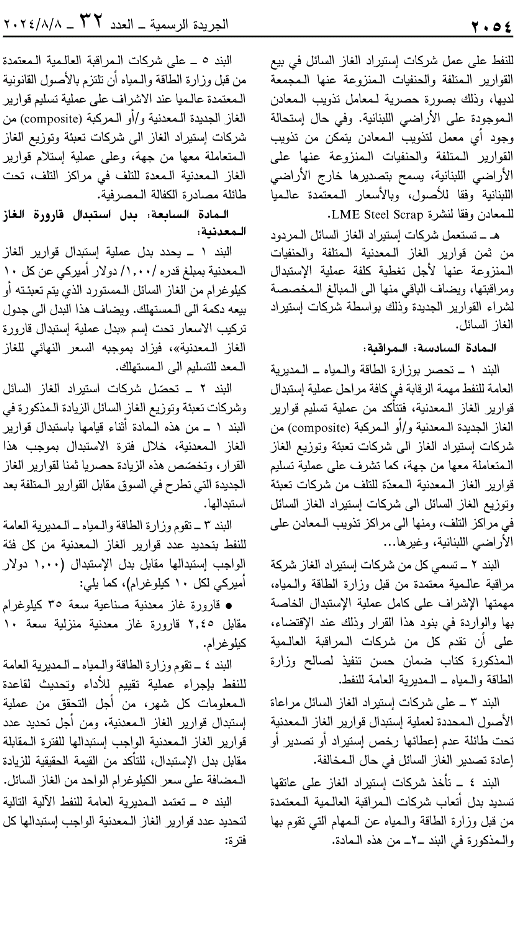 ٢٠٥٤
الجريدة الرسمية – العدد ٣٢ – ٢٠٢٤/٨/٨
للنفط على عمل شركات إستيراد الغاز السائل في بيع
القوارير المتلفة والحنفيات المنزوعة عنها المجمعة
لديها، وذلك بصورة حصرية لمعامل تذويب المعادن
الموجودة على الأراضي اللبنانية. وفي حال إستحالة
وجود أي معمل لتذويب المعادن يتمكن من تذويب
القوارير المتلفة والحنفيات المنزوعة عنها على
الأراضي اللبنانية، يسمح بتصديرها خارج الأراضي
اللبنانية وفقا للأصول، وبالأسعار المعتمدة عالميا
للمعادن وفقا لنشرة LME Steel Scrap.
هـ – تستعمل شركات إستيراد الغاز السائل المردود
من ثمن قوارير الغاز المعدنية المتلفة والحنفيات
المنزوعة عنها لأجل تغطية كلفة عملية الإستبدال
ومراقبتها، ويضاف الباقي منها الى المبالغ المخصصة
لشراء القوارير الجديدة وذلك بواسطة شركات إستيراد
الغاز السائل.
المادة السادسة: المراقبة:
البند ١ – تحصر بوزارة الطاقة والمياه – المديرية
العامة للنفط مهمة الرقابة في كافة مراحل عملية إستبدال
قوارير الغاز المعدنية، فتتأكد من عملية تسليم قوارير
الغاز الجديدة المعدنية و/أو المركبة (composite) من
شركات إستيراد الغاز الى شركات تعبئة وتوزيع الغاز
المتعاملة معها من جهة، كما تشرف على عملية تسليم
قوارير الغاز المعدنية المعدّة للتلف من شركات تعبئة
وتوزيع الغاز السائل الى شركات إستيراد الغاز السائل
في مراكز التلف، ومنها الى مراكز تذويب المعادن على
الأراضي اللبنانية، وغيرها...
البند ٢ – تسمي كل من شركات إستيراد الغاز شركة
مراقبة عالمية معتمدة من قبل وزارة الطاقة والمياه،
مهمتها الإشراف على كامل عملية الإستبدال الخاصة
بها والواردة في بنود هذا القرار وذلك عند الإقتضاء،
على أن تقدم كل من شركات المراقبة العالمية
المذكورة كتاب ضمان حسن تنفيذ لصالح وزارة
الطاقة والمياه – المديرية العامة للنفط.
البند ٣ – على شركات إستيراد الغاز السائل مراعاة
الأصول المحددة لعملية إستبدال قوارير الغاز المعدنية
تحت طائلة عدم إعطائها رخص إستيراد أو تصدير أو
إعادة تصدير الغاز السائل في حال المخالفة.
البند ٤ – تأخذ شركات إستيراد الغاز على عاتقها
تسديد بدل أتعاب شركات المراقبة العالمية المعتمدة
من قبل وزارة الطاقة والمياه عن المهام التي تقوم بها
والمذكورة في البند –٢– من هذه المادة.
البند ٥ – على شركات المراقبة العالمية المعتمدة
من قبل وزارة الطاقة والمياه أن تلتزم بالأصول القانونية
المعتمدة عالميا عند الاشراف على عملية تسليم قوارير
الغاز الجديدة المعدنية و/أو المركبة (composite) من
شركات إستيراد الغاز الى شركات تعبئة وتوزيع الغاز
المتعاملة معها من جهة، وعلى عملية إستلام قوارير
الغاز المعدنية المعدة للتلف في مراكز التلف، تحت
طائلة مصادرة الكفالة المصرفية.
المادة السابعة: بدل استبدال قارورة الغاز
المعدنية:
البند ١ – يحدد بدل عملية إستبدال قوارير الغاز
المعدنية بمبلغ قدره /١,٠٠/ دولار أميركي عن كل ١٠
كيلوغرام من الغاز السائل المستورد الذي يتم تعبئته أو
بيعه دكمة الى المستهلك. ويضاف هذا البدل الى جدول
تركيب الاسعار تحت إسم «بدل عملية إستبدال قارورة
الغاز المعدنية»، فيزاد بموجبه السعر النهائي للغاز
المعد للتسليم الى المستهلك.
البند ٢ – تحصّل شركات استيراد الغاز السائل
وشركات تعبئة وتوزيع الغاز السائل الزيادة المذكورة في
البند ١ – من هذه المادة أثناء قيامها باستبدال قوارير
الغاز المعدنية، خلال فترة الاستبدال بموجب هذا
القرار، وتخصّص هذه الزيادة حصريا ثمنا لقوارير الغاز
الجديدة التي تطرح في السوق مقابل القوارير المتلفة بعد
استبدالها.
البند ٣ – تقوم وزارة الطاقة والمياه – المديرية العامة
للنفط بتحديد عدد قوارير الغاز المعدنية من كل فئة
الواجب إستبدالها مقابل بدل الإستبدال (١,٠٠ دولار
أميركي لكل ١٠ كيلوغرام)، كما يلي:
• قارورة غاز معدنية صناعية سعة ٣٥ كيلوغرام
مقابل ٢,٤٥ قارورة غاز معدنية منزلية سعة ١٠
كيلوغرام.
البند ٤ – تقوم وزارة الطاقة والمياه – المديرية العامة
للنفط بإجراء عملية تقييم للأداء وتحديث لقاعدة
المعلومات كل شهر، من أجل التحقق من عملية
إستبدال قوارير الغاز المعدنية، ومن أجل تحديد عدد
قوارير الغاز المعدنية الواجب إستبدالها للفترة المقابلة
مقابل بدل الإستبدال، للتأكد من القيمة الحقيقية للزيادة
المضافة على سعر الكيلوغرام الواحد من الغاز السائل.
البند ٥ – تعتمد المديرية العامة للنفط الآلية التالية
لتحديد عدد قوارير الغاز المعدنية الواجب إستبدالها كل
فترة: